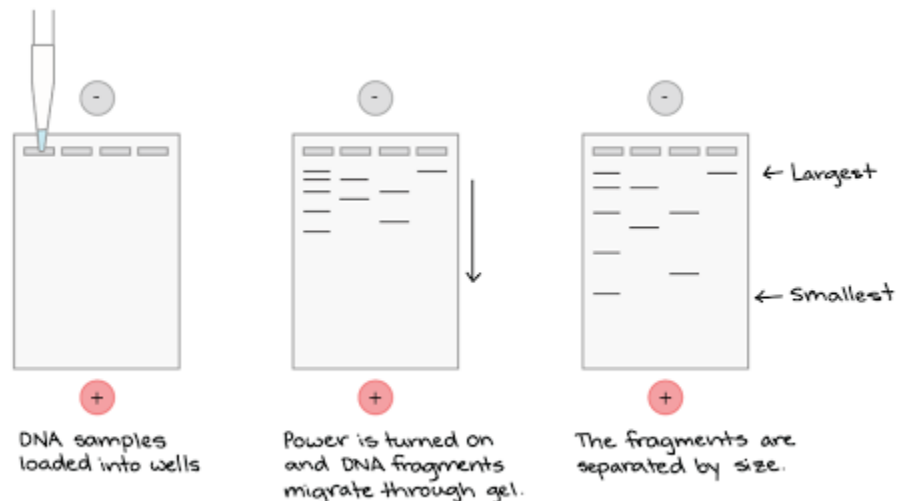 -
-
-
← Largest
← Smallest
+
+
+
DNA samples
loaded into wells
Power is turned on
and DNA fragments
migrate through gel.
The fragments are
separated by size.